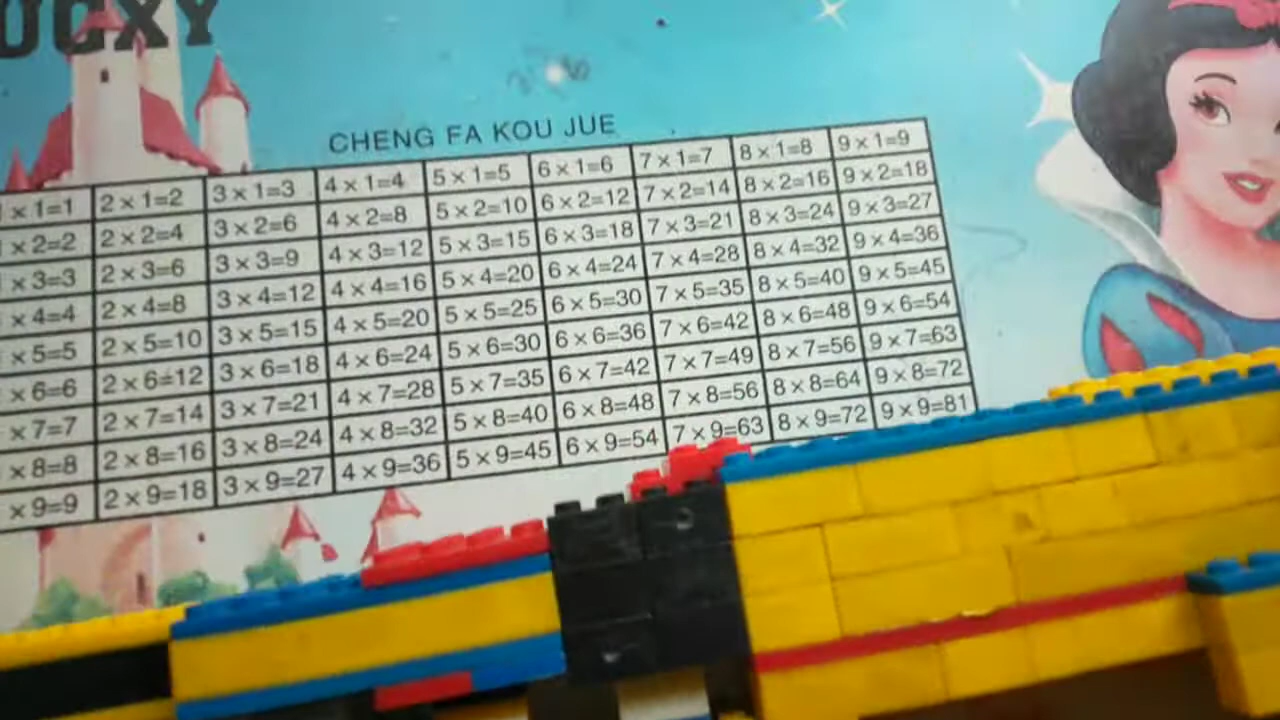 UCXY
CHENG FA KOU JUE
1×1=1 2×1=2 3×1=3 4×1=4 5×1=5 6×1=6 7×1=7 8×1=8 9×1=9
×2=2 2×2=4 3×2=6 4×2=8 5×2=10 6×2=12 7×2=14 8×2=16 9×2=18
×3=3 2×3=6 3×3=9 4×3=12 5×3=15 6×3=18 7×3=21 8×3=24 9×3=27
×4=4 2×4=8 3×4=12 4×4=16 5×4=20 6×4=24 7×4=28 8×4=32 9×4=36
×5=5 2×5=10 3×5=15 4×5=20 5×5=25 6×5=30 7×5=35 8×5=40 9×5=45
×6=6 2×6=12 3×6=18 4×6=24 5×6=30 6×6=36 7×6=42 8×6=48 9×6=54
×7=7 2×7=14 3×7=21 4×7=28 5×7=35 6×7=42 7×7=49 8×7=56 9×7=63
×8=8 2×8=16 3×8=24 4×8=32 5×8=40 6×8=48 7×8=56 8×8=64 9×8=72
×9=9 2×9=18 3×9=27 4×9=36 5×9=45 6×9=54 7×9=63 8×9=72 9×9=81